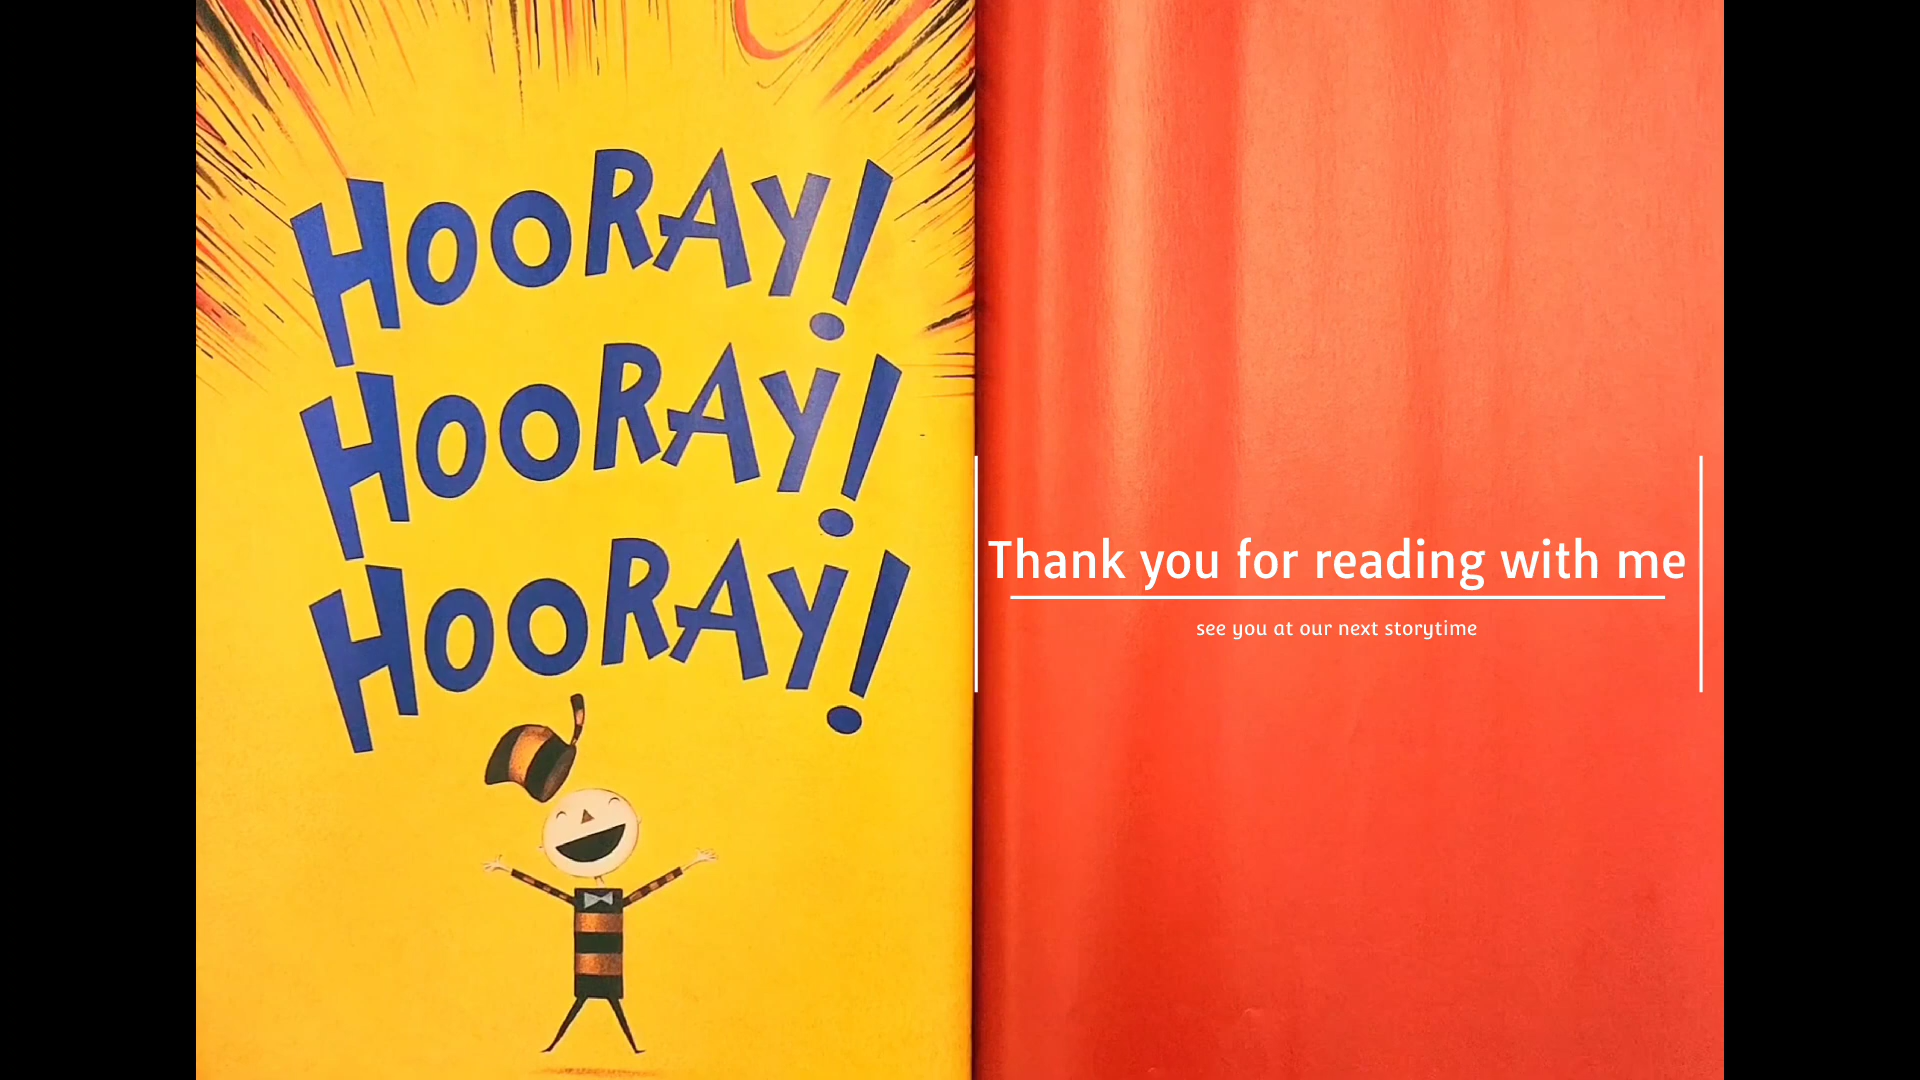 HOORAY!
HOORAY!
HOORAY!
Thank you for reading with me
see you at our next storytime